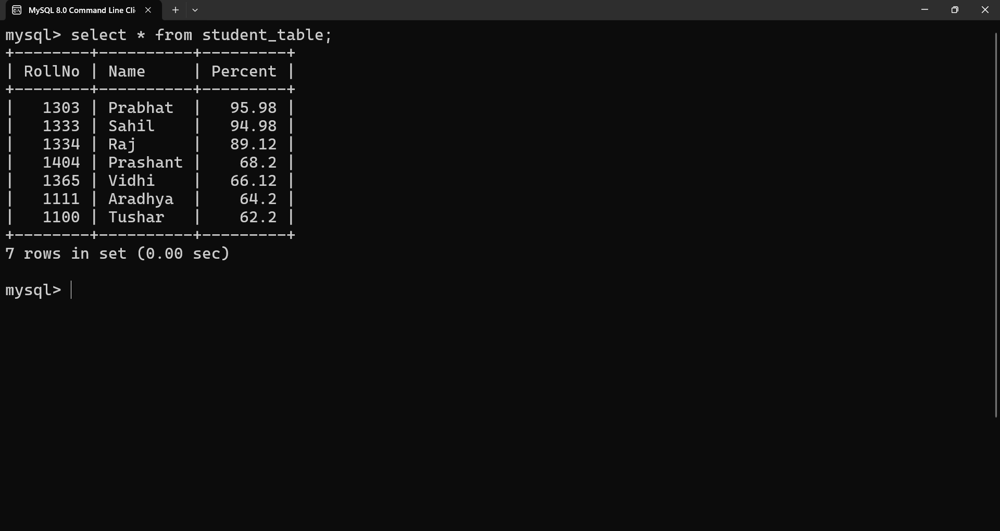 MySQL 8.0 Command Line Cli
mysql> select * from student_table;
+--------+----------+---------+
| RollNo | Name     | Percent |
+--------+----------+---------+
|   1303 | Prabhat  |   95.98 |
|   1333 | Sahil    |   94.98 |
|   1334 | Raj      |   89.12 |
|   1404 | Prashant |    68.2 |
|   1365 | Vidhi    |   66.12 |
|   1111 | Aradhya  |    64.2 |
|   1100 | Tushar   |    62.2 |
+--------+----------+---------+
7 rows in set (0.00 sec)
mysql>